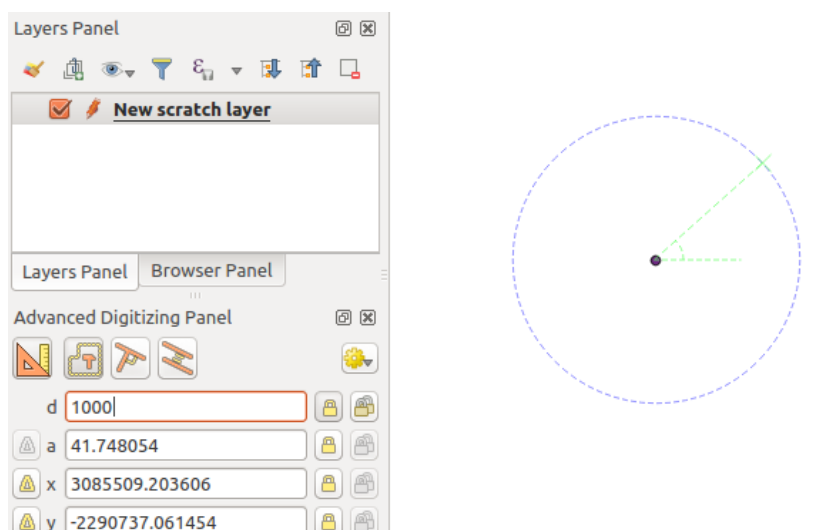 Layers Panel
New scratch layer
Layers Panel Browser Panel
Advanced Digitizing Panel
d 1000
a 41.748054
x 3085509.203606
y -2290737.061454